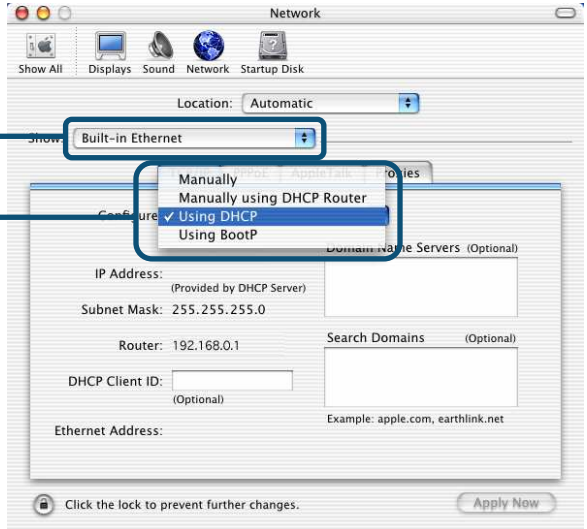 Network
Show All Displays Sound Network Startup Disk
Location: Automatic
Show: Built-in Ethernet
PPPoE AppleTalk Proxies
Manually
Manually using DHCP Router
Configure ✓ Using DHCP
Using BootP
Domain Name Servers (Optional)
IP Address:
(Provided by DHCP Server)
Subnet Mask: 255.255.255.0
Router: 192.168.0.1
Search Domains (Optional)
DHCP Client ID:
(Optional)
Example: apple.com, earthlink.net
Ethernet Address:
Click the lock to prevent further changes.
Apply Now